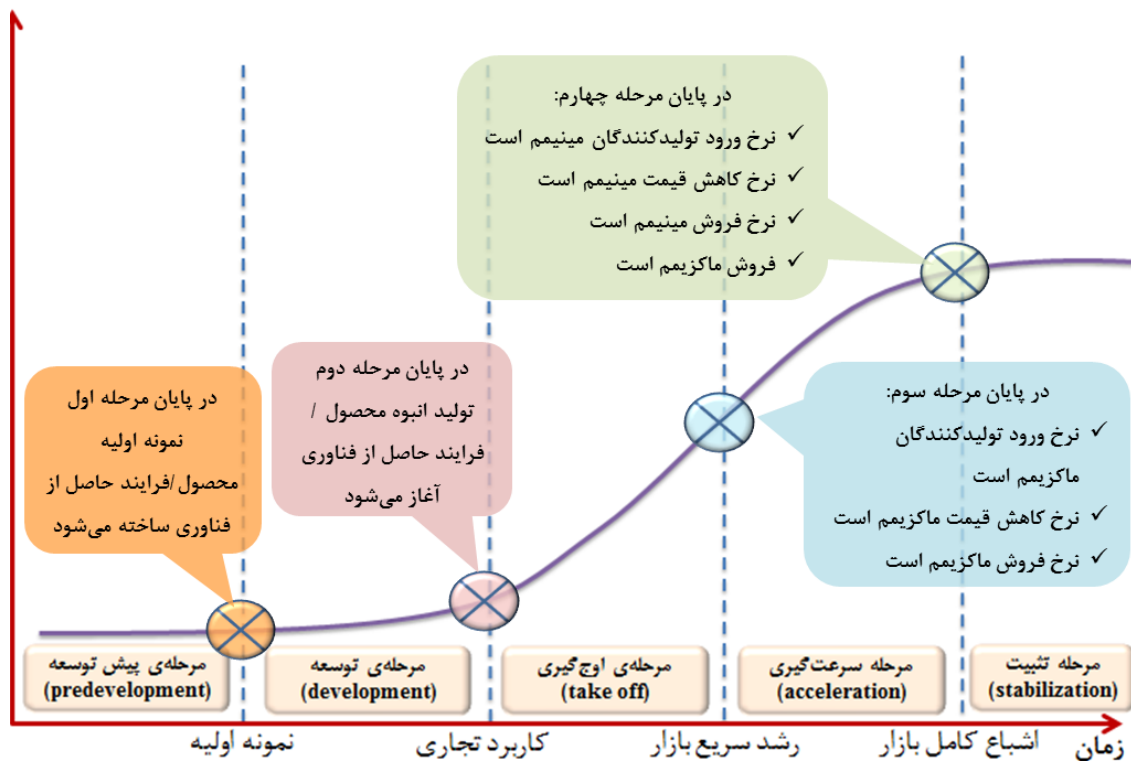 در پایان مرحله چهارم:
✓ نرخ ورود تولیدکنندگان مینیمم است
✓ نرخ کاهش قیمت مینیمم است
✓ نرخ فروش مینیمم است
✓ فروش ماکزیمم است
در پایان مرحله اول
نمونه اولیه
محصول/فرایند حاصل از
فناوری ساخته می‌شود
در پایان مرحله دوم
تولید انبوه محصول /
فرایند حاصل از فناوری
آغاز می‌شود
در پایان مرحله سوم:
✓ نرخ ورود تولیدکنندگان
ماکزیمم است
✓ نرخ کاهش قیمت ماکزیمم است
✓ نرخ فروش ماکزیمم است
مرحله‌ی پیش توسعه
(predevelopment)
مرحله‌ی توسعه
(development)
مرحله‌ی اوج‌گیری
(take off)
مرحله سرعت‌گیری
(acceleration)
مرحله تثبیت
(stabilization)
نمونه اولیه
کاربرد تجاری
رشد سریع بازار
اشباع کامل بازار
زمان